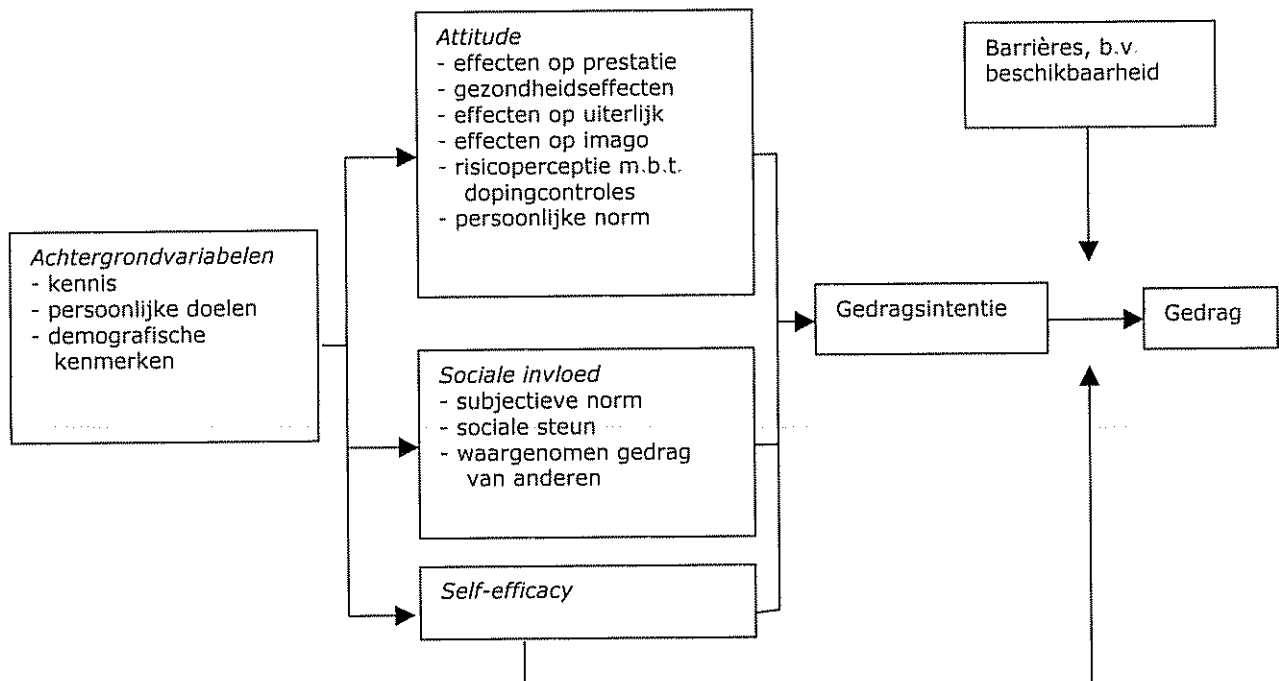 Attitude
- effecten op prestatie
- gezondheidseffecten
- effecten op uiterlijk
- effecten op imago
- risicoperceptie m.b.t.
dopingcontroles
- persoonlijke norm
Barrières, b.v.
beschikbaarheid
Achtergrondvariabelen
- kennis
- persoonlijke doelen
- demografische
kenmerken
Gedragsintentie
Gedrag
Sociale invloed
- subjectieve norm
- sociale steun
- waargenomen gedrag
van anderen
Self-efficacy